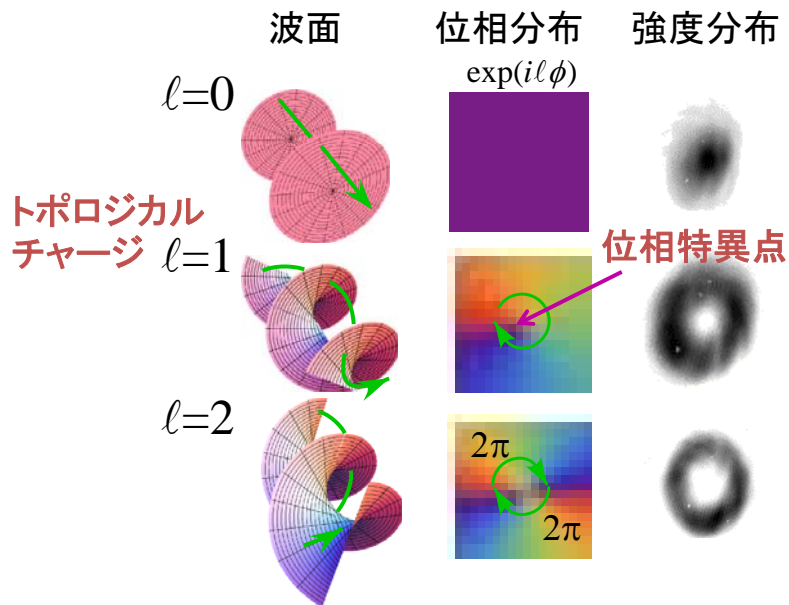 波面
位相分布
強度分布
exp(iℓϕ)
ℓ=0
トポロジカル
チャージ
ℓ=1
位相特異点
ℓ=2
2π
2π